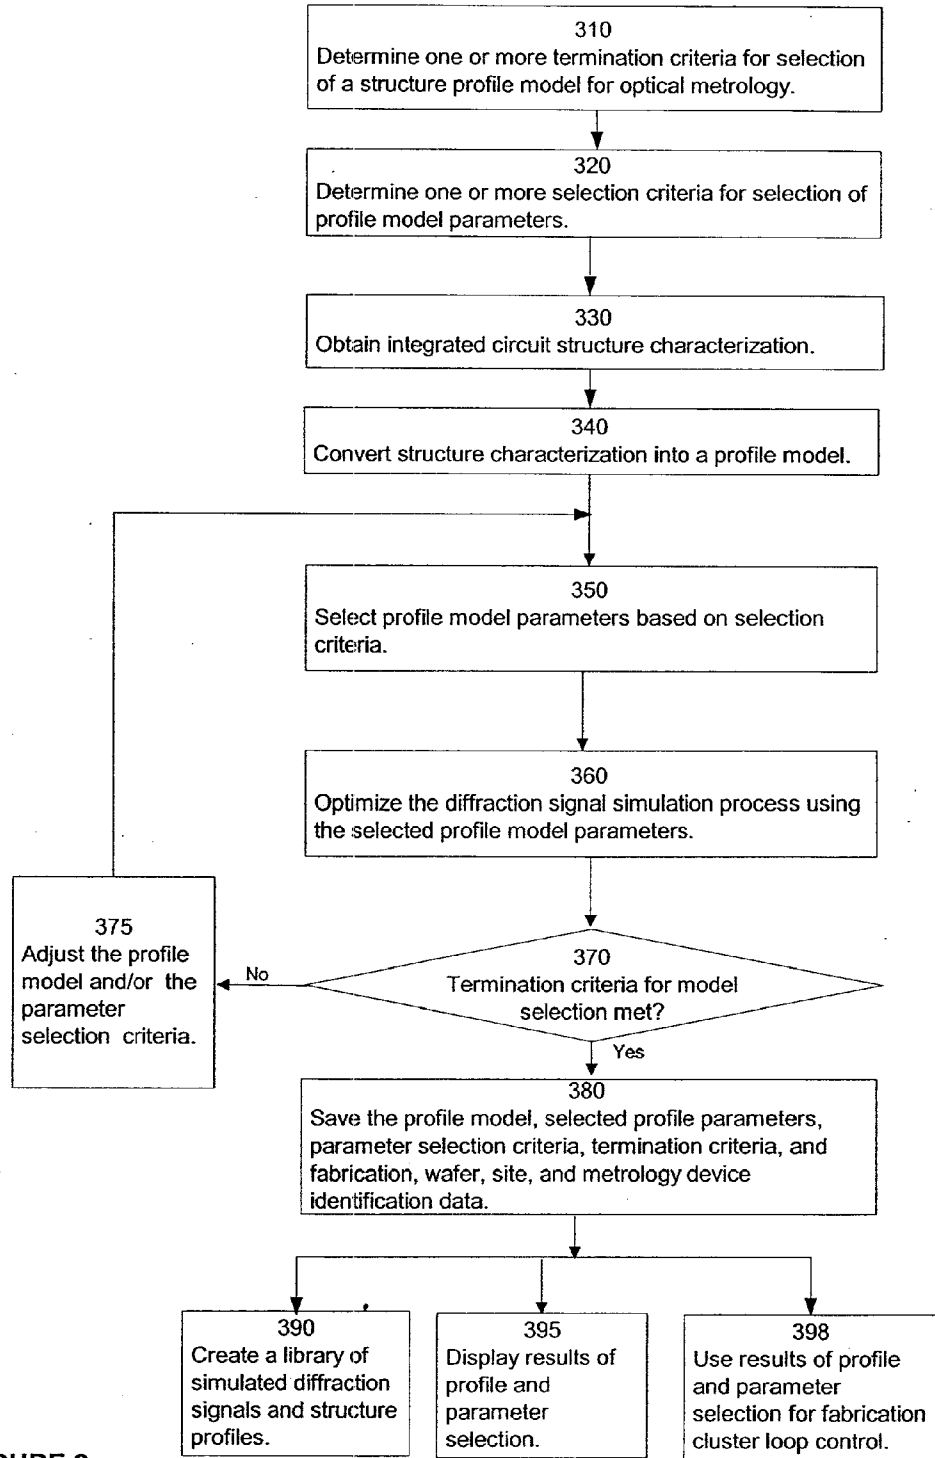 310
Determine one or more termination criteria for selection
of a structure profile model for optical metrology.
320
Determine one or more selection criteria for selection of
profile model parameters.
330
Obtain integrated circuit structure characterization.
340
Convert structure characterization into a profile model.
350
Select profile model parameters based on selection
criteria.
360
Optimize the diffraction signal simulation process using
the selected profile model parameters.
375
Adjust the profile
model and/or the
parameter
selection criteria.
No
370
Termination criteria for model
selection met?
Yes
380
Save the profile model, selected profile parameters,
parameter selection criteria, termination criteria, and
fabrication, wafer, site, and metrology device
identification data.
390
Create a library of
simulated diffraction
signals and structure
profiles.
395
Display results of
profile and
parameter
selection.
398
Use results of profile
and parameter
selection for fabrication
cluster loop control.